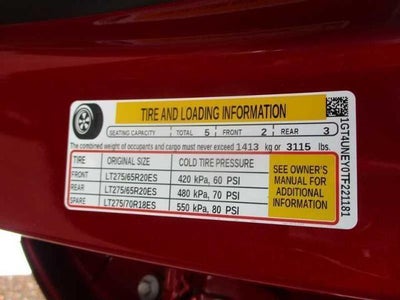 TIRE AND LOADING INFORMATION
SEATING CAPACITY TOTAL 5 FRONT 2 REAR 3
The combined weight of occupants and cargo must never exceed 1413 kg or 3115 lbs.
TIRE ORIGINAL SIZE COLD TIRE PRESSURE
FRONT LT275/65R20ES 420 kPa, 60 PSI
REAR LT275/65R20ES 480 kPa, 70 PSI
SPARE LT275/70R18ES 550 kPa, 80 PSI
SEE OWNER'S
MANUAL FOR
ADDITIONAL
INFORMATION
1GT4UNEY0TF221181